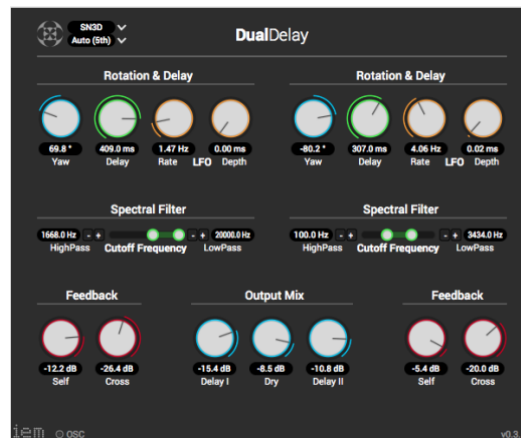 SN3D
Auto (5th)
DualDelay
Rotation & Delay
Rotation & Delay
69.8 ° 409.0 ms 1.47 Hz 0.00 ms
Yaw Delay Rate LFO Depth
-80.2 ° 307.0 ms 4.06 Hz 0.02 ms
Yaw Delay Rate LFO Depth
Spectral Filter
Spectral Filter
1668.0 Hz - + - + 20000.0 Hz
HighPass Cutoff Frequency LowPass
100.0 Hz - + - + 3434.0 Hz
HighPass Cutoff Frequency LowPass
Feedback
Output Mix
Feedback
-12.2 dB -26.4 dB
Self Cross
-15.4 dB -8.5 dB -10.8 dB
Delay I Dry Delay II
-5.4 dB -20.0 dB
Self Cross
iem OSC v0.3.